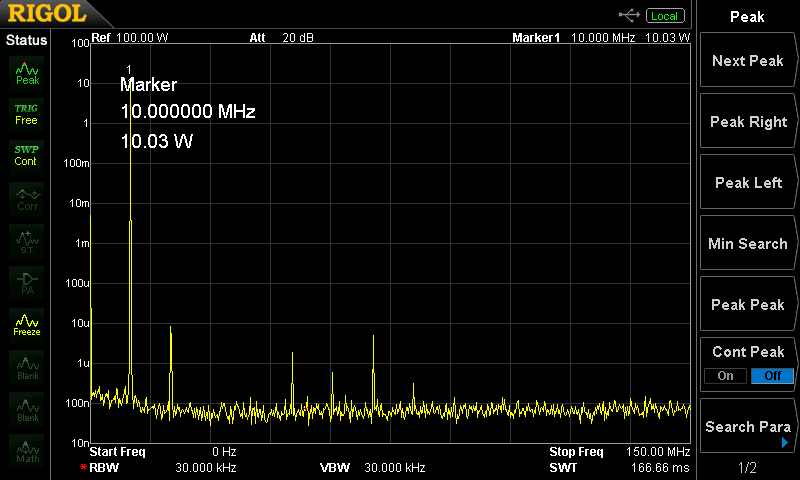 RIGOL
Local
Status
Ref 100.00 W
Att 20 dB
Marker1 10.000 MHz 10.03 W
100
10
1
100m
10m
1m
100u
10u
1u
100n
10n
1
Marker
10.000000 MHz
10.03 W
Start Freq 0 Hz
Stop Freq 150.00 MHz
RBW 30.000 kHz
VBW 30.000 kHz
SWT 166.66 ms
Peak
TRIG
Free
SWP
Cont
Corr
S.T.
PA
Freeze
Blank
Blank
Math
Peak
Next Peak
Peak Right
Peak Left
Min Search
Peak Peak
Cont Peak
On Off
Search Para
1/2